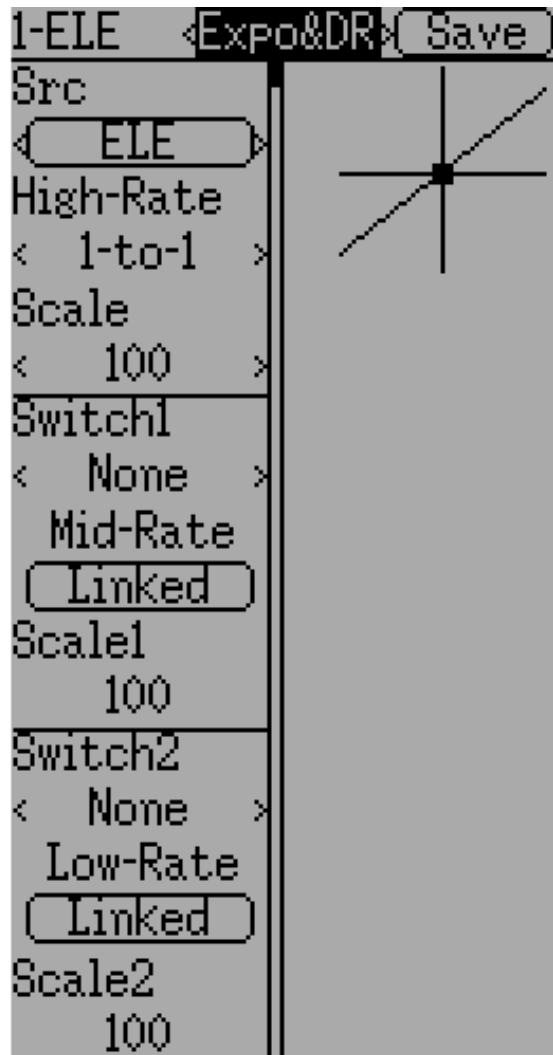 1-ELE <Expo&DR> Save
Src
ELE
High-Rate
< 1-to-1 >
Scale
< 100 >
Switch1
< None >
Mid-Rate
Linked
Scale1
100
Switch2
< None >
Low-Rate
Linked
Scale2
100